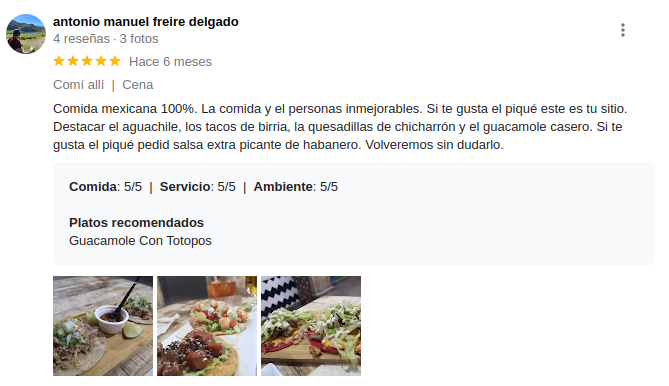 antonio manuel freire delgado
4 reseñas · 3 fotos
Hace 6 meses
Comí allí | Cena
Comida mexicana 100%. La comida y el personas inmejorables. Si te gusta el piqué este es tu sitio.
Destacar el aguachile, los tacos de birria, la quesadillas de chicharrón y el guacamole casero. Si te
gusta el piqué pedid salsa extra picante de habanero. Volveremos sin dudarlo.
Comida: 5/5 | Servicio: 5/5 | Ambiente: 5/5
Platos recomendados
Guacamole Con Totopos